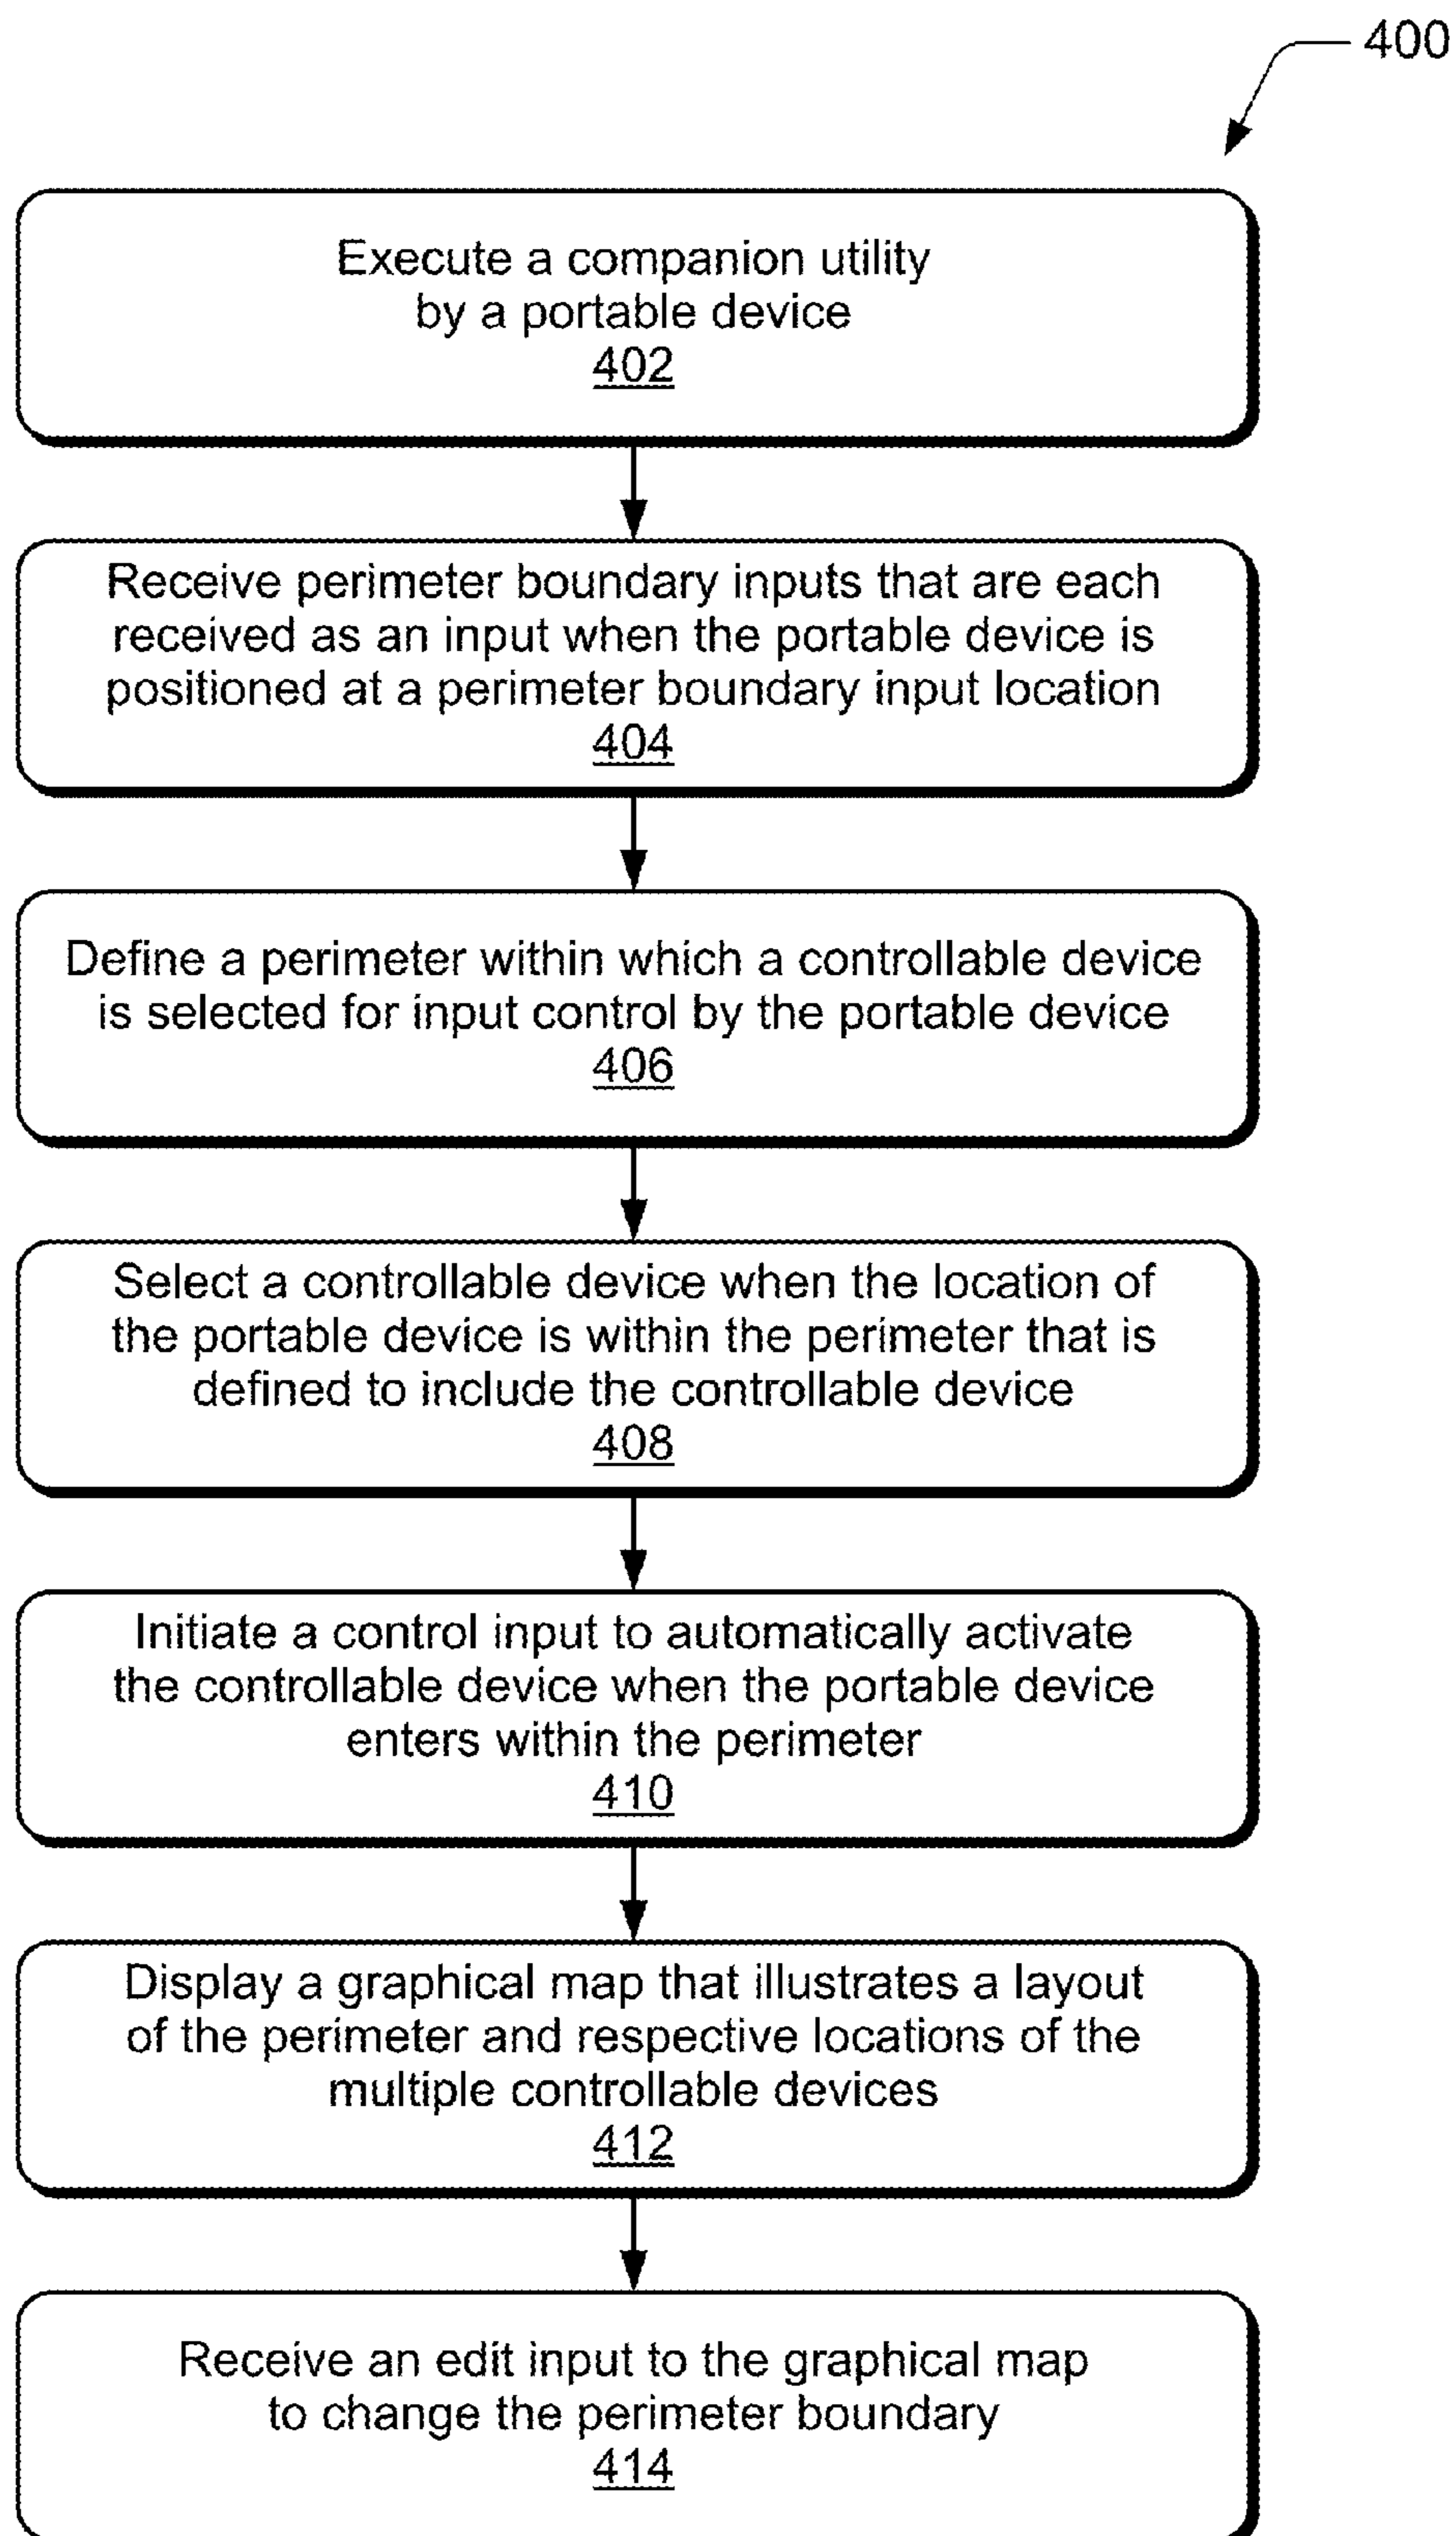 400
Execute a companion utility
by a portable device
402
Receive perimeter boundary inputs that are each
received as an input when the portable device is
positioned at a perimeter boundary input location
404
Define a perimeter within which a controllable device
is selected for input control by the portable device
406
Select a controllable device when the location of
the portable device is within the perimeter that is
defined to include the controllable device
408
Initiate a control input to automatically activate
the controllable device when the portable device
enters within the perimeter
410
Display a graphical map that illustrates a layout
of the perimeter and respective locations of the
multiple controllable devices
412
Receive an edit input to the graphical map
to change the perimeter boundary
414